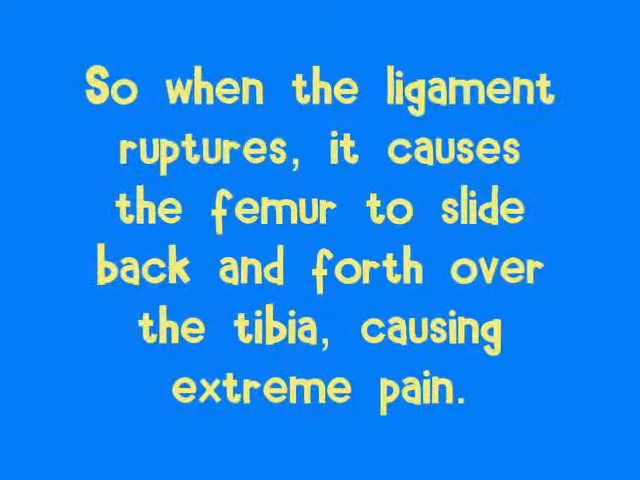 So when the ligament
ruptures, it causes
the femur to slide
back and forth over
the tibia, causing
extreme pain.